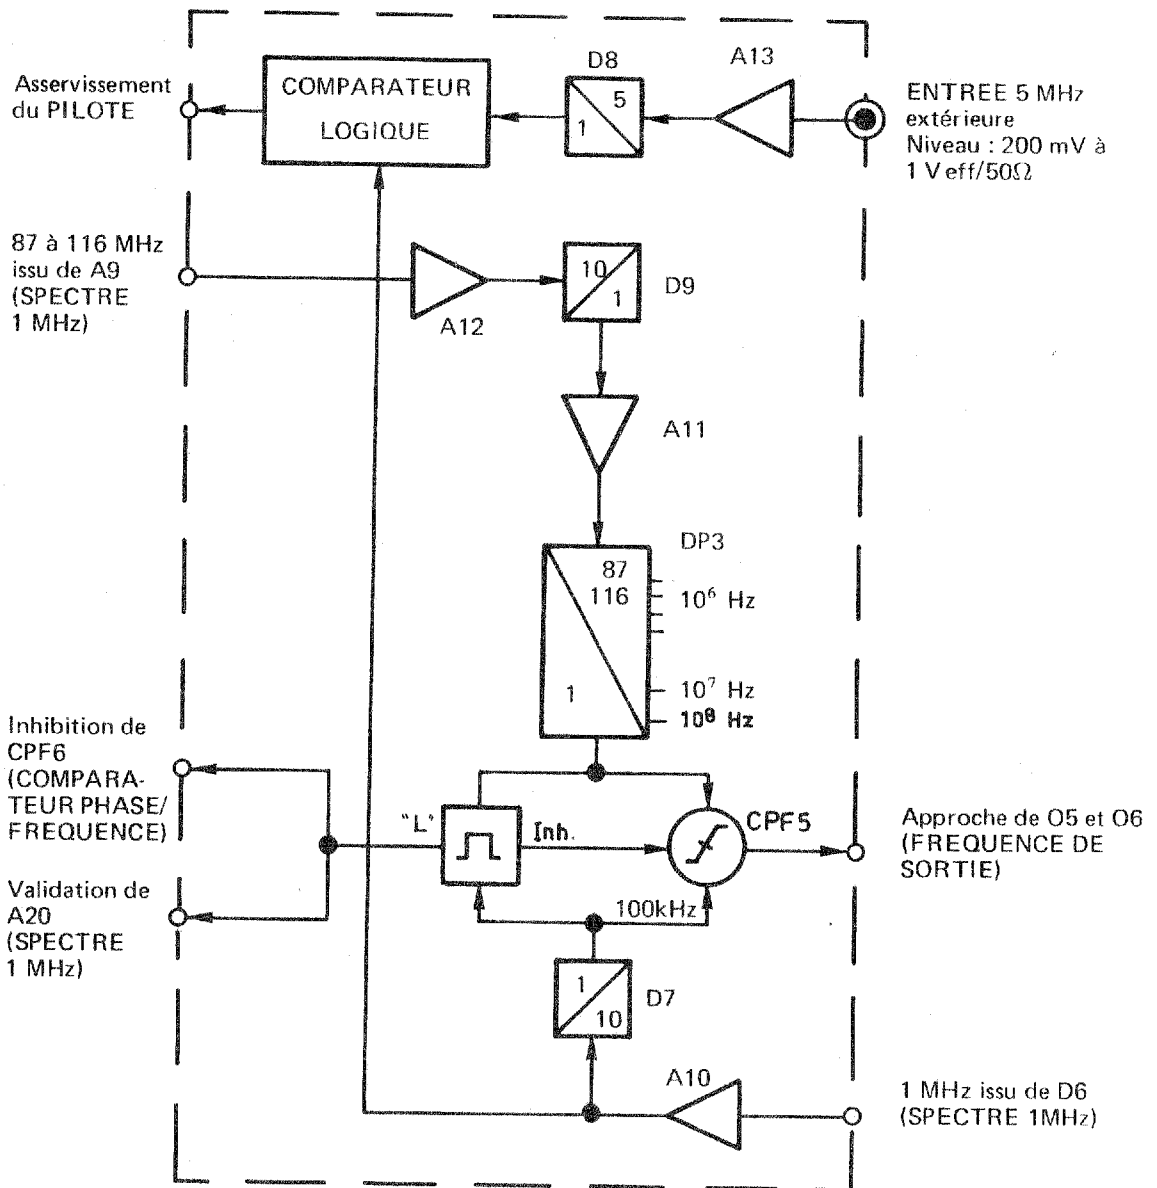 Asservissement
du PILOTE
COMPARATEUR
LOGIQUE
D8
5
1
A13
ENTREE 5 MHz
extérieure
Niveau : 200 mV à
1 V eff/50Ω
87 à 116 MHz
issu de A9
(SPECTRE
1 MHz)
A12
10
1
D9
A11
DP3
87
116
1
10⁶ Hz
10⁷ Hz
10⁸ Hz
Inhibition de
CPF6
(COMPARA-
TEUR PHASE/
FREQUENCE)
"L"
Inh.
CPF5
Approche de O5 et O6
(FREQUENCE DE
SORTIE)
Validation de
A20
(SPECTRE
1 MHz)
100kHz
1
10
D7
A10
1 MHz issu de D6
(SPECTRE 1MHz)